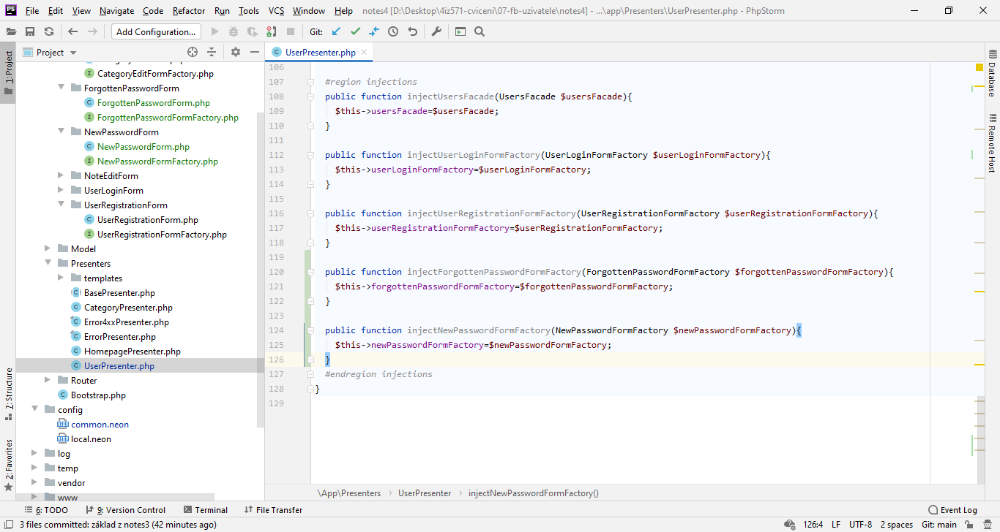 PS File Edit View Navigate Code Refactor Run Tools VCS Window Help notes4 [D:\Desktop\4iz571-cviceni\07-fb-uzivatele\notes4] - ...\app\Presenters\UserPresenter.php - PhpStorm
Add Configuration... Git:
1: Project
Project
UserPresenter.php
CategoryEditFormFactory.php
ForgottenPasswordForm
ForgottenPasswordForm.php
ForgottenPasswordFormFactory.php
NewPasswordForm
NewPasswordForm.php
NewPasswordFormFactory.php
NoteEditForm
UserLoginForm
UserRegistrationForm
UserRegistrationForm.php
UserRegistrationFormFactory.php
Model
Presenters
templates
BasePresenter.php
CategoryPresenter.php
Error4xxPresenter.php
ErrorPresenter.php
HomepagePresenter.php
UserPresenter.php
Router
Bootstrap.php
config
common.neon
local.neon
log
temp
vendor
www
7: Structure
2: Favorites
106
107 #region injections
108 public function injectUsersFacade(UsersFacade $usersFacade){
109 $this->usersFacade=$usersFacade;
110 }
111
112 public function injectUserLoginFormFactory(UserLoginFormFactory $userLoginFormFactory){
113 $this->userLoginFormFactory=$userLoginFormFactory;
114 }
115
116 public function injectUserRegistrationFormFactory(UserRegistrationFormFactory $userRegistrationFormFactory){
117 $this->userRegistrationFormFactory=$userRegistrationFormFactory;
118 }
119
120 public function injectForgottenPasswordFormFactory(ForgottenPasswordFormFactory $forgottenPasswordFormFactory){
121 $this->forgottenPasswordFormFactory=$forgottenPasswordFormFactory;
122 }
123
124 public function injectNewPasswordFormFactory(NewPasswordFormFactory $newPasswordFormFactory){
125 $this->newPasswordFormFactory=$newPasswordFormFactory;
126 }
127 #endregion injections
128 }
129
Database
Remote Host
\App\Presenters › UserPresenter › injectNewPasswordFormFactory()
6: TODO 9: Version Control Terminal File Transfer Event Log
3 files committed: základ z notes3 (42 minutes ago) 126:4 LF UTF-8 2 spaces Git: main